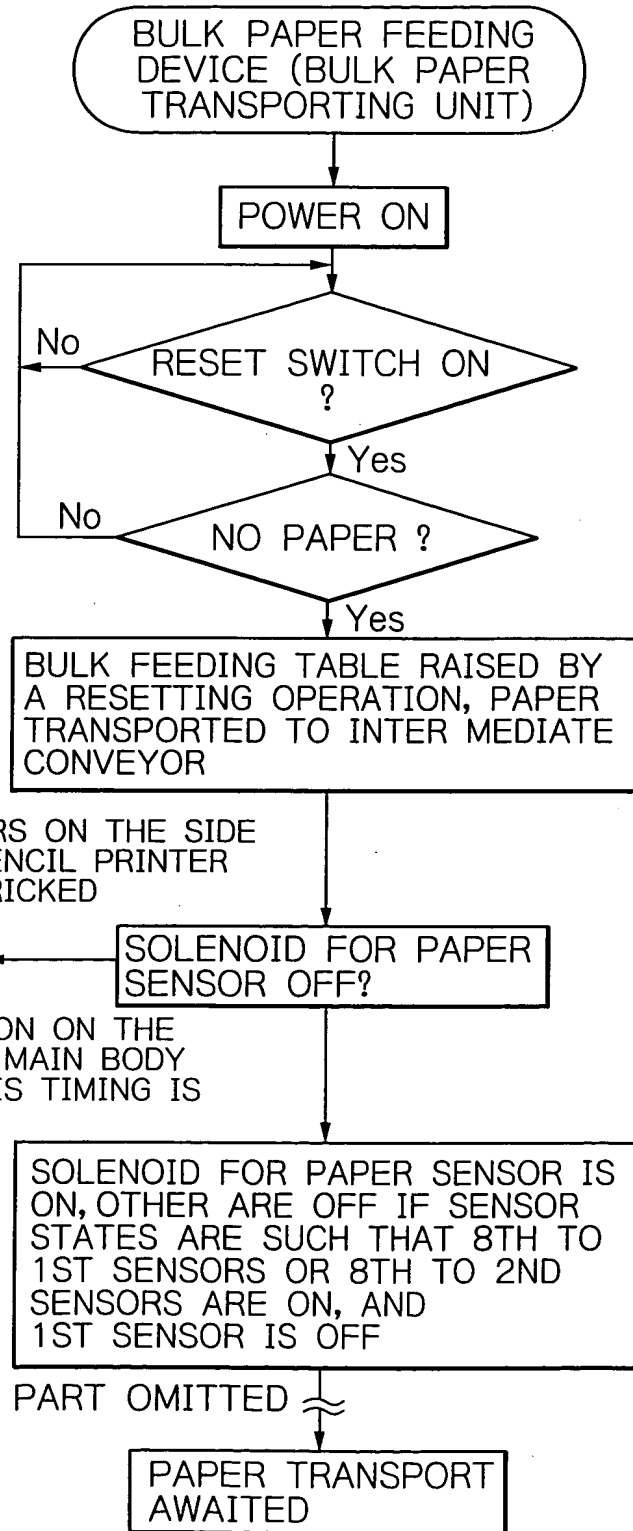 BULK PAPER FEEDING
DEVICE (BULK PAPER
TRANSPORTING UNIT)
POWER ON
No
RESET SWITCH ON
?
Yes
No
NO PAPER ?
Yes
BULK FEEDING TABLE RAISED BY
A RESETTING OPERATION, PAPER
TRANSPORTED TO INTER MEDIATE
CONVEYOR
RS ON THE SIDE
ENCIL PRINTER
RICKED
SOLENOID FOR PAPER
SENSOR OFF?
ON ON THE
MAIN BODY
IS TIMING IS
SOLENOID FOR PAPER SENSOR IS
ON, OTHER ARE OFF IF SENSOR
STATES ARE SUCH THAT 8TH TO
1ST SENSORS OR 8TH TO 2ND
SENSORS ARE ON, AND
1ST SENSOR IS OFF
PART OMITTED
PAPER TRANSPORT
AWAITED